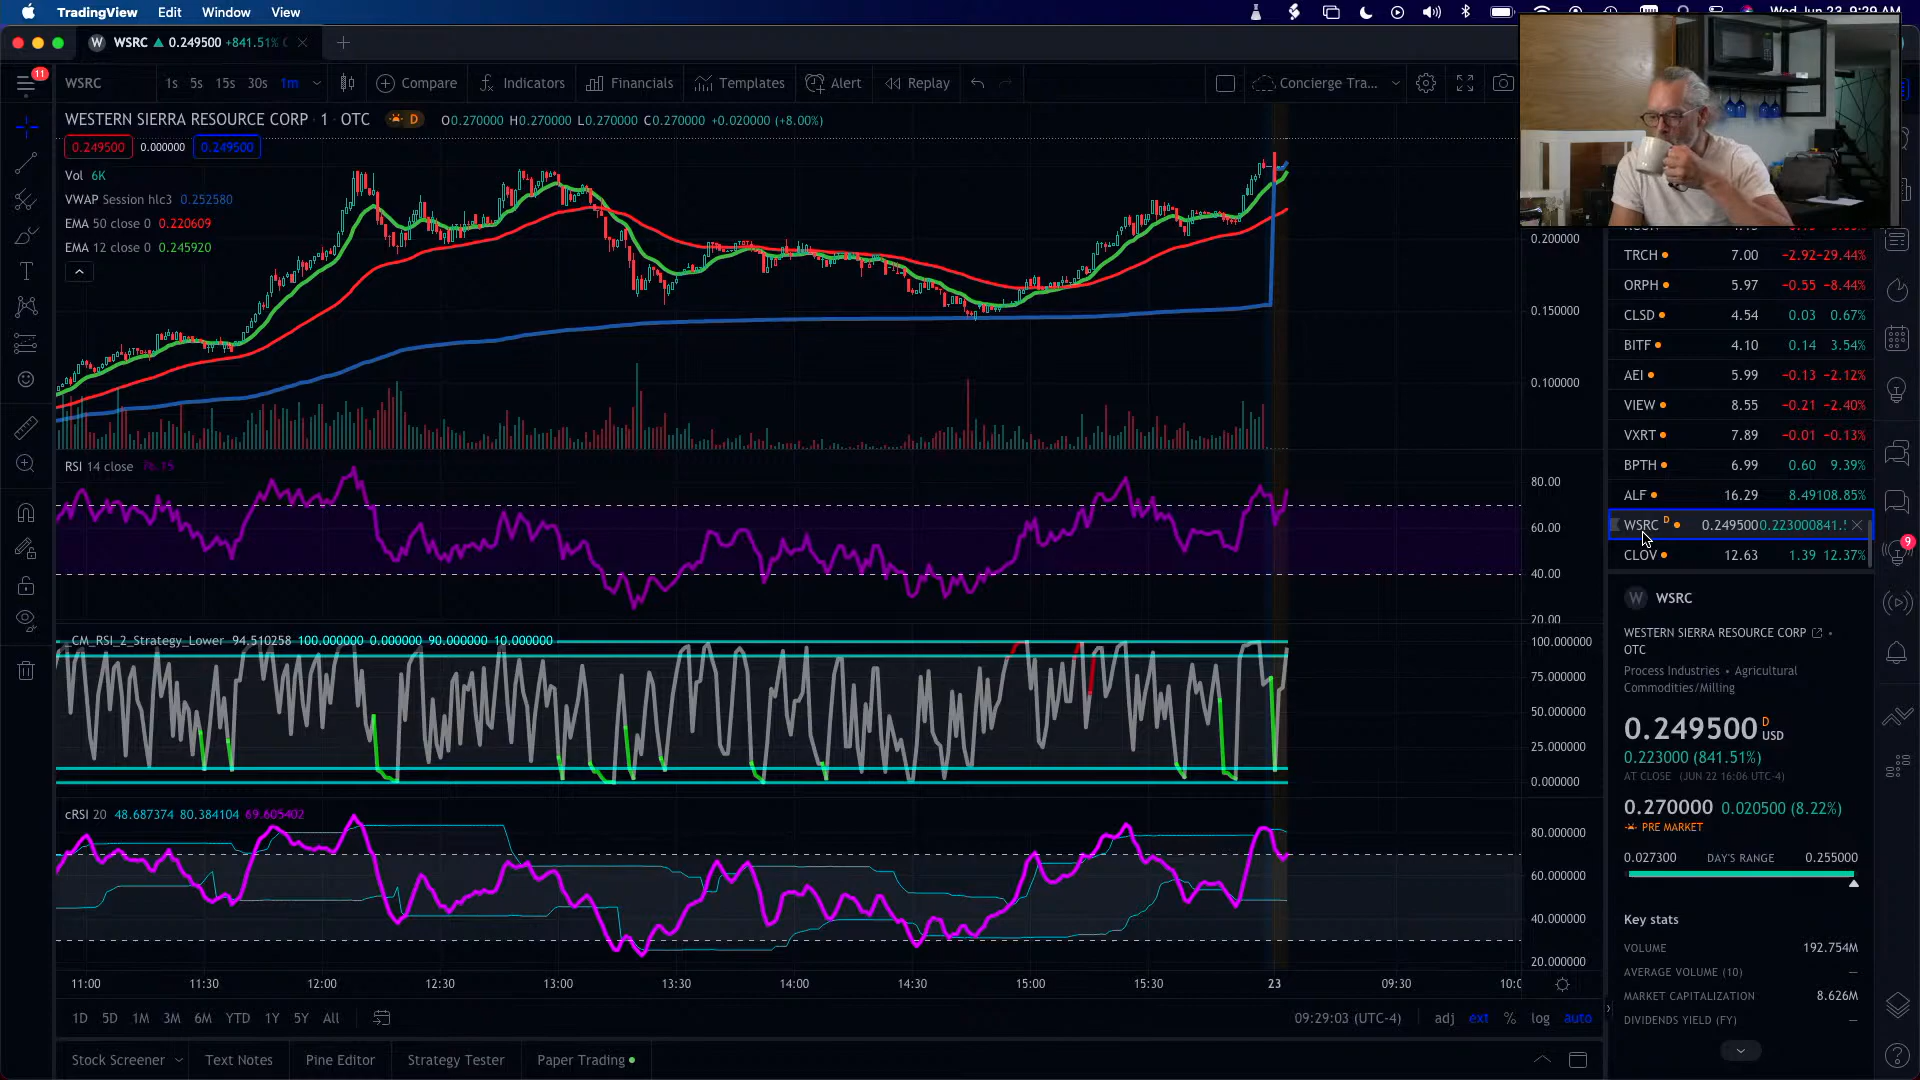 TradingView Edit Window View
WSRC ▲ 0.249500 +841.51%
11
WSRC 1s 5s 15s 30s 1m Compare Indicators Financials Templates Alert Replay Concierge Tra...
WESTERN SIERRA RESOURCE CORP · 1 · OTC D O0.270000 H0.270000 L0.270000 C0.270000 +0.020000 (+8.00%)
0.249500 0.000000 0.249500
Vol 6K
VWAP Session hlc3 0.252580
EMA 50 close 0 0.220609
EMA 12 close 0 0.245920
0.200000
0.150000
0.100000
RSI 14 close
80.00
60.00
40.00
20.00
CM_RSI_2_Strategy_Lower 94.510258 100.000000 0.000000 90.000000 10.000000
100.000000
75.000000
50.000000
25.000000
0.000000
cRSI 20 48.687374 80.384104 69.605402
80.000000
60.000000
40.000000
20.000000
11:00 11:30 12:00 12:30 13:00 13:30 14:00 14:30 15:00 15:30 23 09:30
1D 5D 1M 3M 6M YTD 1Y 5Y All 09:29:03 (UTC-4) adj ext % log auto
Stock Screener Text Notes Pine Editor Strategy Tester Paper Trading
TRCH 7.00 −2.92 −29.44%
ORPH 5.97 −0.55 −8.44%
CLSD 4.54 0.03 0.67%
BITF 4.10 0.14 3.54%
AEI 5.99 −0.13 −2.12%
VIEW 8.55 −0.21 −2.40%
VXRT 7.89 −0.01 −0.13%
BPTH 6.99 0.60 9.39%
ALF 16.29 8.49 108.85%
WSRC D 0.249500 0.223000 841.
CLOV 12.63 1.39 12.37%
9
W WSRC
WESTERN SIERRA RESOURCE CORP •
OTC
Process Industries • Agricultural
Commodities/Milling
0.249500 D USD
0.223000 (841.51%)
AT CLOSE (JUN 22 16:06 UTC-4)
0.270000 0.020500 (8.22%)
PRE MARKET
0.027300 DAY'S RANGE 0.255000
Key stats
VOLUME 192.754M
AVERAGE VOLUME (10) —
MARKET CAPITALIZATION 8.626M
DIVIDENDS YIELD (FY) —